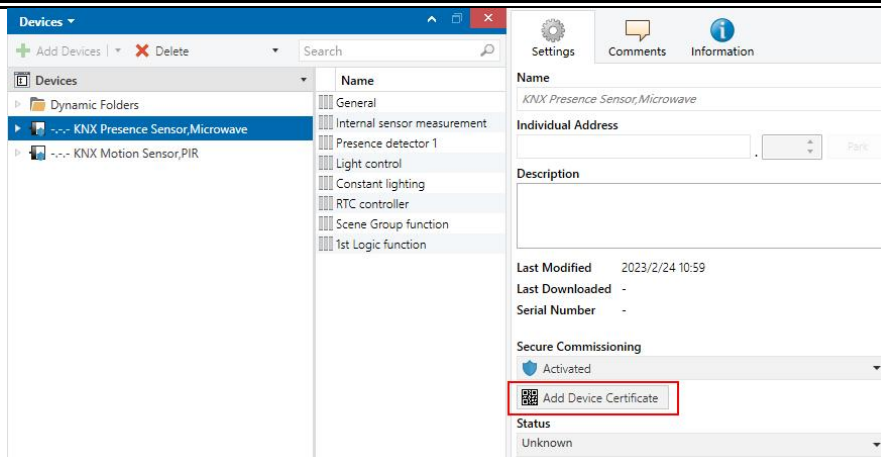 Devices
Add Devices Delete Search
Devices
Dynamic Folders
-.-.- KNX Presence Sensor,Microwave
-.-.- KNX Motion Sensor,PIR
Name
General
Internal sensor measurement
Presence detector 1
Light control
Constant lighting
RTC controller
Scene Group function
1st Logic function
Settings Comments Information
Name
KNX Presence Sensor,Microwave
Individual Address
. Park
Description
Last Modified 2023/2/24 10:59
Last Downloaded -
Serial Number -
Secure Commissioning
Activated
Add Device Certificate
Status
Unknown